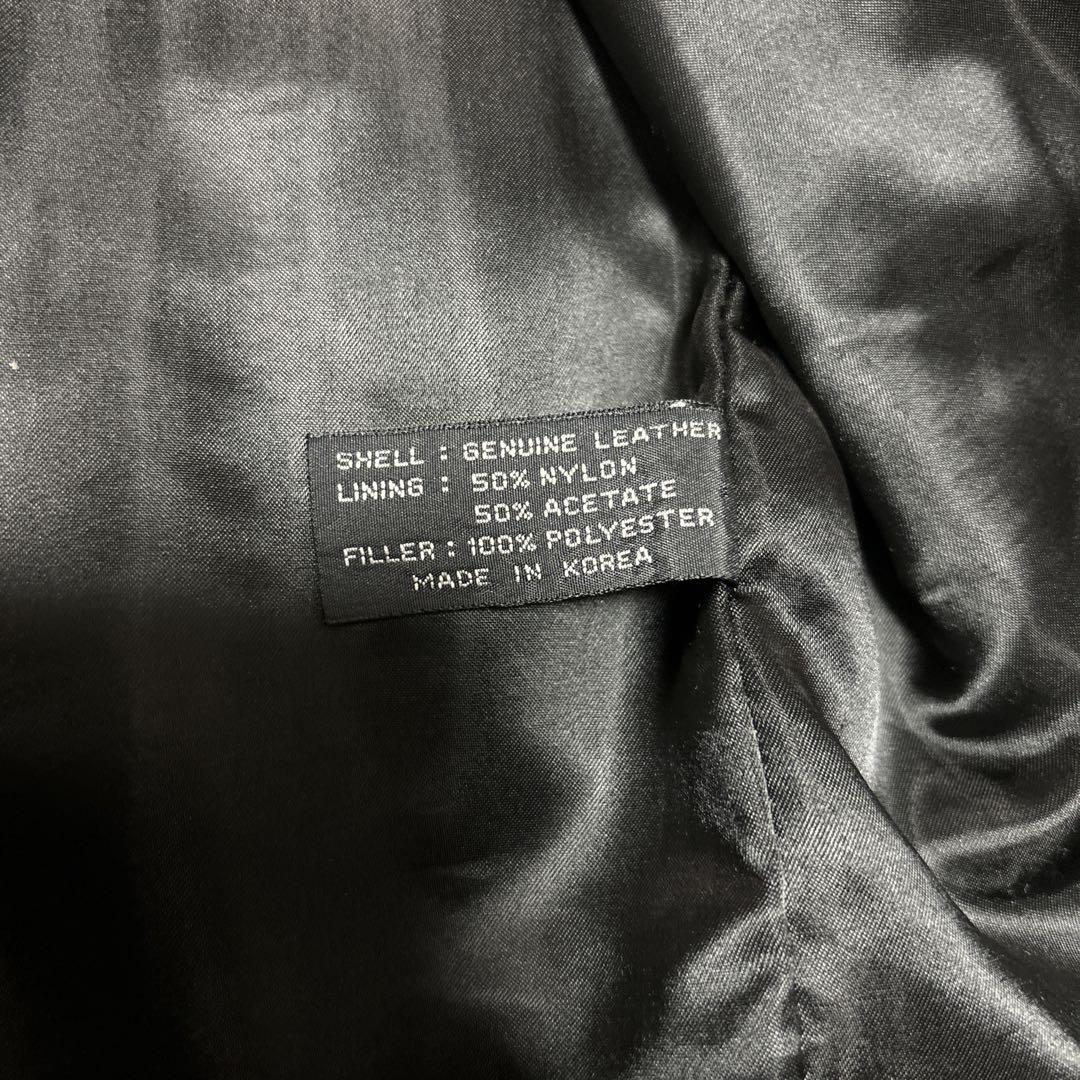 SHELL : GENUINE LEATHER
LINING : 50% NYLON
50% ACETATE
FILLER : 100% POLYESTER
MADE IN KOREA